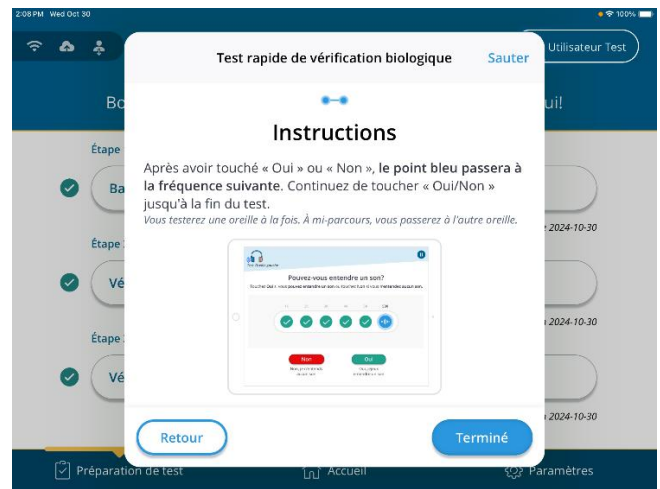 2:08 PM Wed Oct 30
100%
Utilisateur Test
Test rapide de vérification biologique
Sauter
Bo
ui!
Instructions
Étape
Après avoir touché « Oui » ou « Non », le point bleu passera à
la fréquence suivante. Continuez de toucher « Oui/Non »
jusqu'à la fin du test.
Vous testerez une oreille à la fois. À mi-parcours, vous passerez à l'autre oreille.
Ba
2024-10-30
Étape
Pouvez-vous entendre un son?
Vé
2024-10-30
Étape
Non
Oui
Vé
2024-10-30
Retour
Terminé
Préparation de test
Accueil
Paramètres